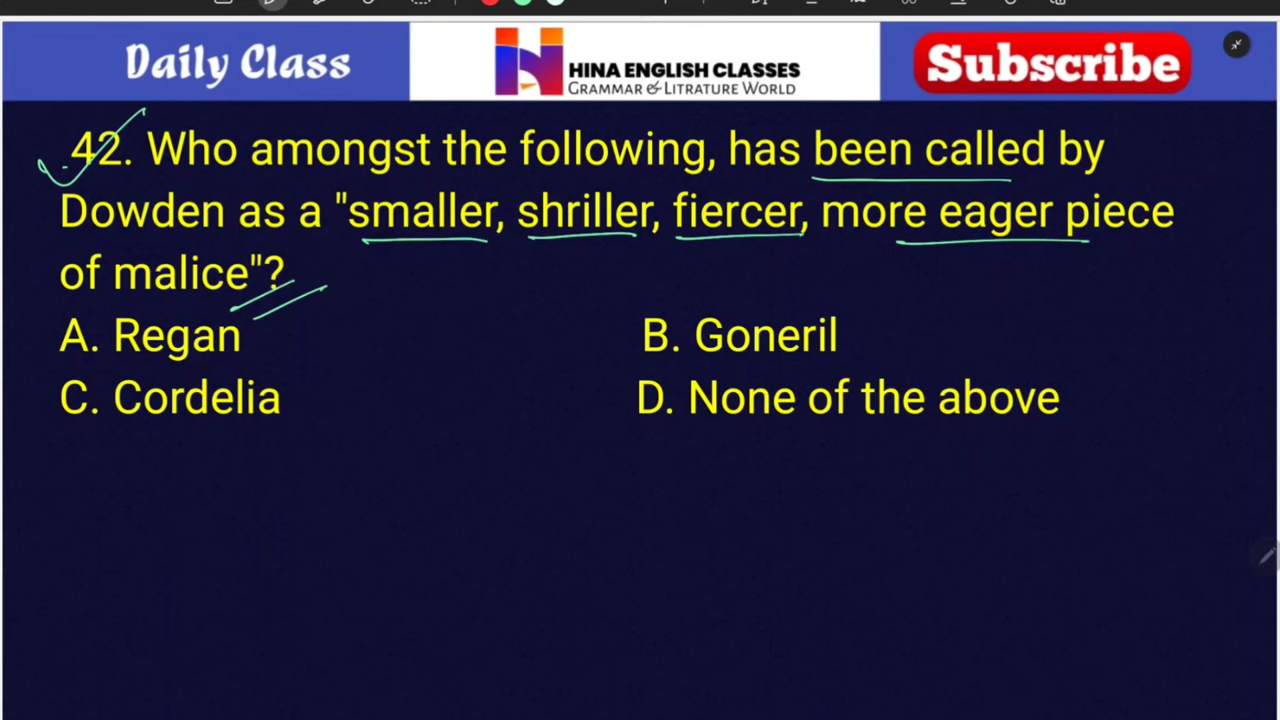 Daily Class
HINA ENGLISH CLASSES
GRAMMAR & LITRATURE WORLD
Subscribe
42. Who amongst the following, has been called by
Dowden as a "smaller, shriller, fiercer, more eager piece
of malice"?
A. Regan B. Goneril
C. Cordelia D. None of the above